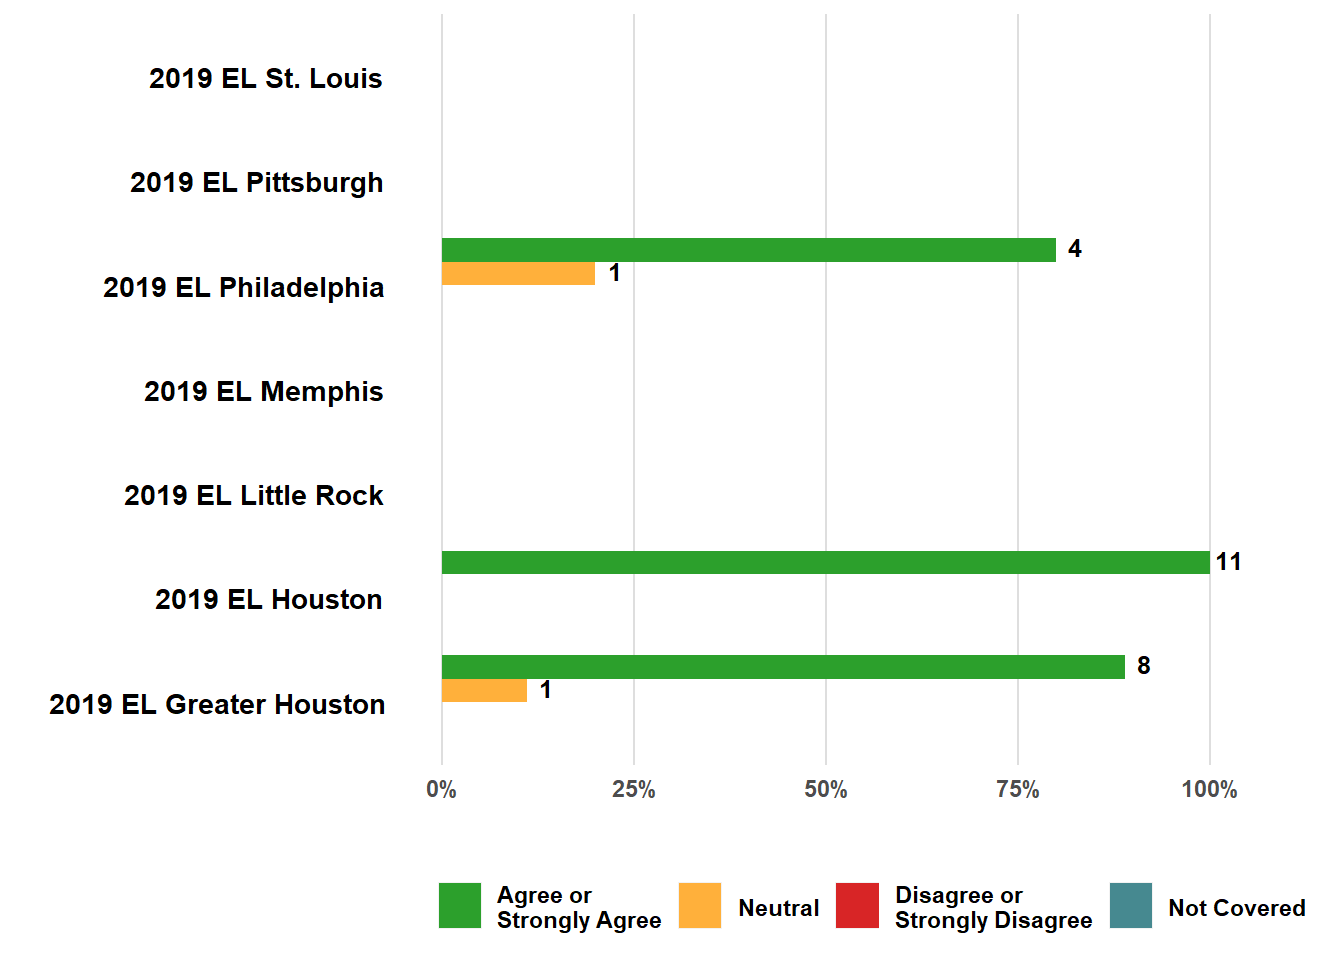 2019 EL St. Louis
2019 EL Pittsburgh
4
1
2019 EL Philadelphia
2019 EL Memphis
2019 EL Little Rock
11
2019 EL Houston
8
1
2019 EL Greater Houston
0% 25% 50% 75% 100%
Agree or
Strongly Agree
Neutral
Disagree or
Strongly Disagree
Not Covered